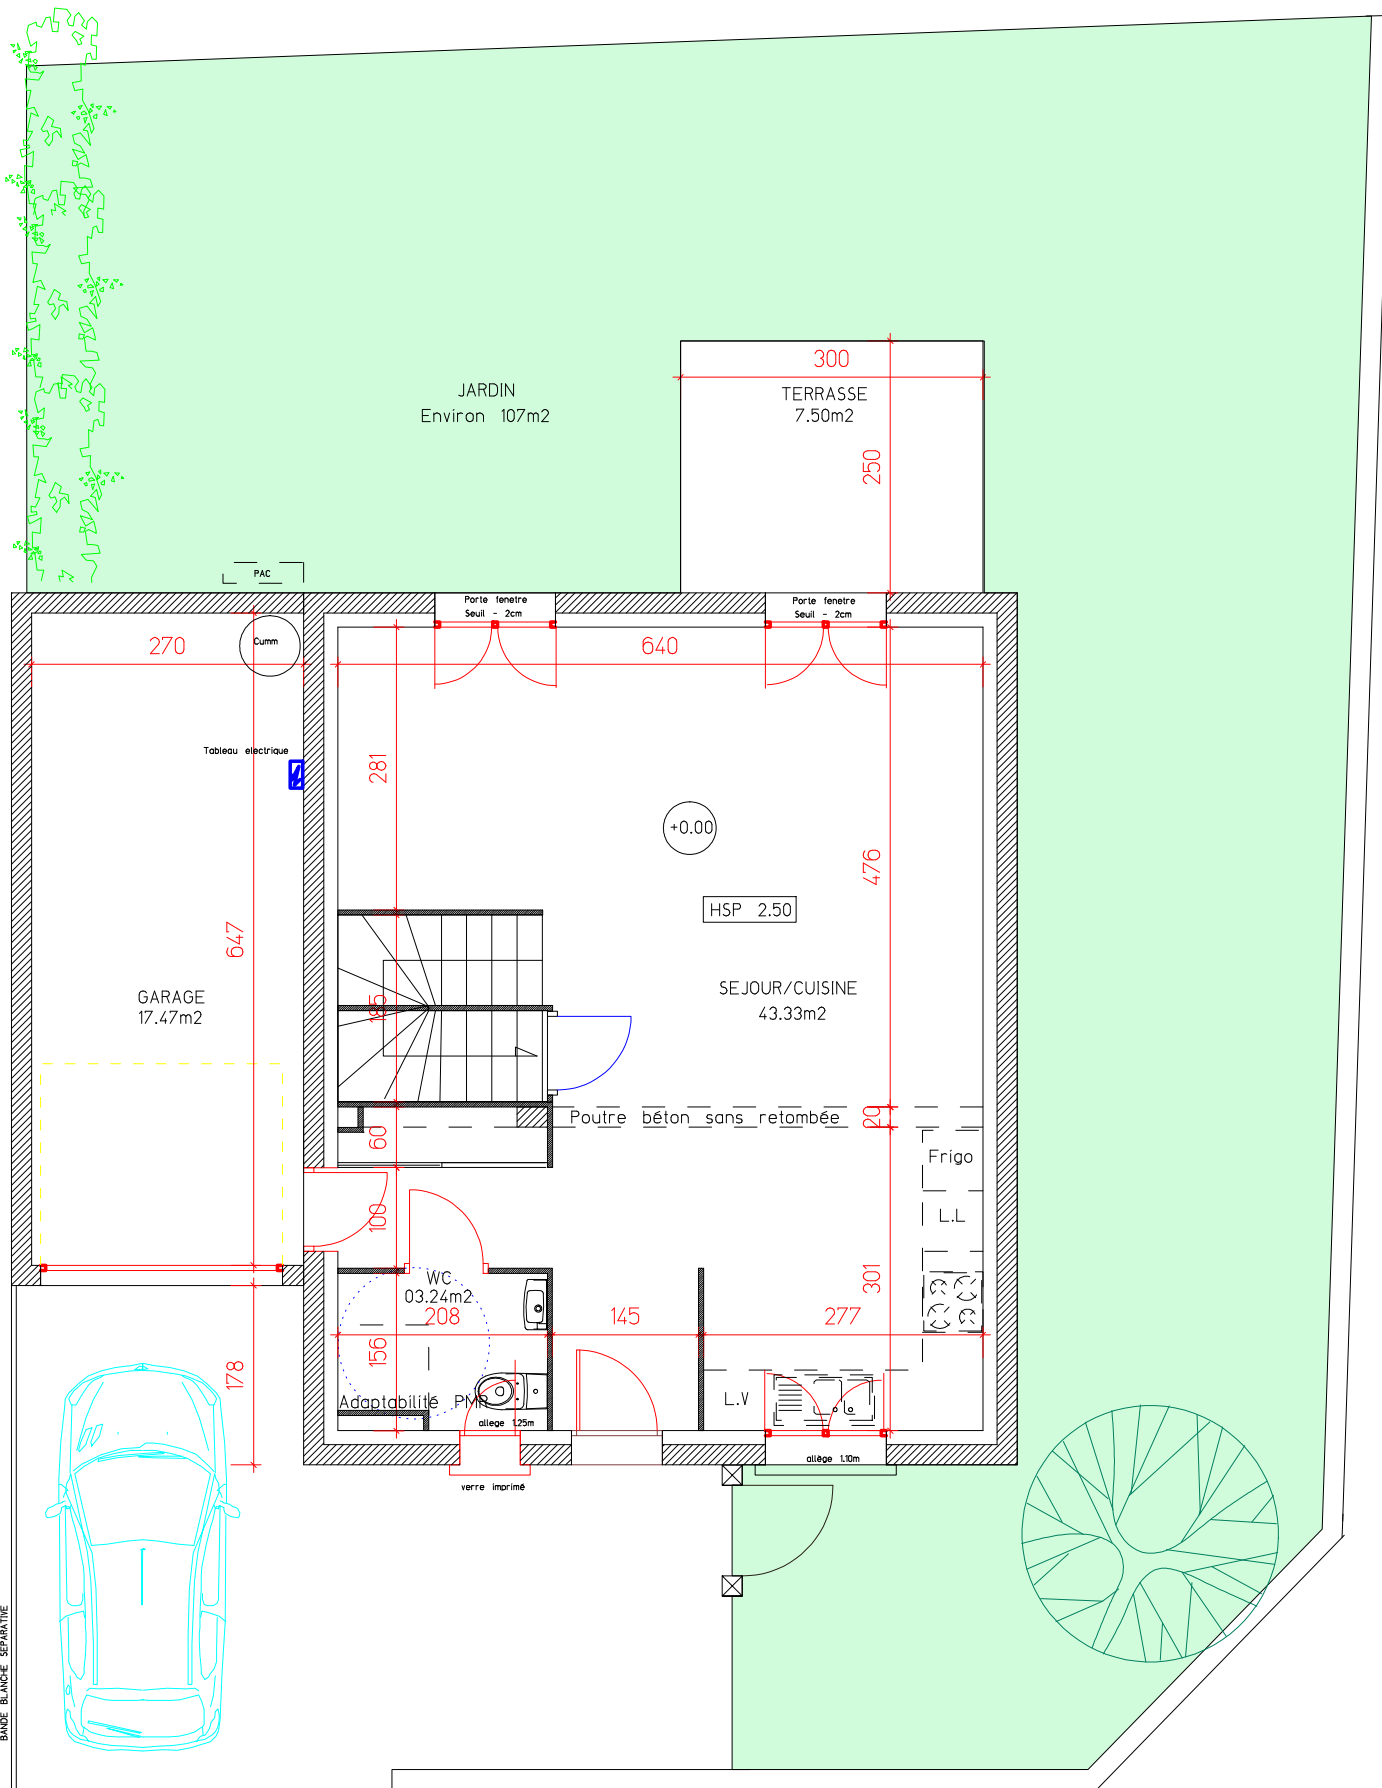 300
JARDIN
Environ 107m2
TERRASSE
7.50m2
250
PAC
Porte fenetre
Seuil - 2cm
Porte fenetre
Seuil - 2cm
Cumm
270
640
Tableau electrique
281
+0.00
476
HSP 2.50
647
GARAGE
17.47m2
SEJOUR/CUISINE
43.33m2
185
Poutre béton sans retombée
20
60
Frigo
L.L
100
WC
03.24m2
301
208
145
277
156
178
Adaptabilité PMR
L.V
allege 1.25m
allège 1.10m
verre imprimé
BANDE BLANCHE SEPARATIVE